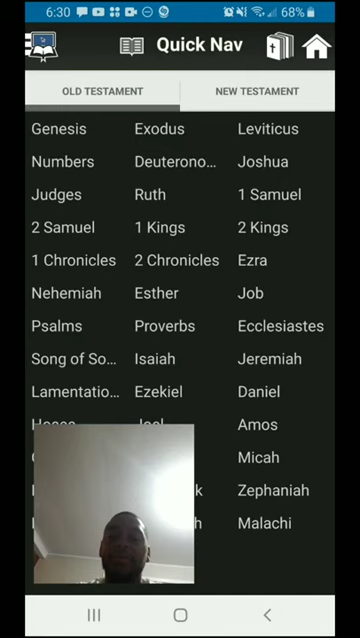 6:30 68%
Quick Nav
OLD TESTAMENT NEW TESTAMENT
Genesis Exodus Leviticus
Numbers Deuterono... Joshua
Judges Ruth 1 Samuel
2 Samuel 1 Kings 2 Kings
1 Chronicles 2 Chronicles Ezra
Nehemiah Esther Job
Psalms Proverbs Ecclesiastes
Song of So... Isaiah Jeremiah
Lamentatio... Ezekiel Daniel
Hosea Joel Amos
Micah
k Zephaniah
h Malachi